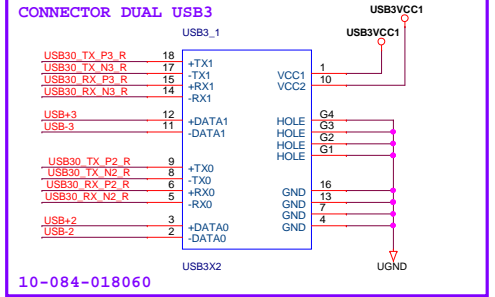 CONNECTOR DUAL USB3
USB3VCC1
USB3_1
USB3VCC1
USB30_TX_P3_R 18 +TX1
USB30_TX_N3_R 17 -TX1 VCC1 1
USB30_RX_P3_R 15 +RX1 VCC2 10
USB30_RX_N3_R 14 -RX1
USB+3 12 +DATA1 HOLE G4
USB-3 11 -DATA1 HOLE G3
HOLE G2
HOLE G1
USB30_TX_P2_R 9 +TX0
USB30_TX_N2_R 8 -TX0
USB30_RX_P2_R 6 +RX0 GND 16
USB30_RX_N2_R 5 -RX0 GND 13
GND 7
USB+2 3 +DATA0 GND 4
USB-2 2 -DATA0
USB3X2 UGND
10-084-018060